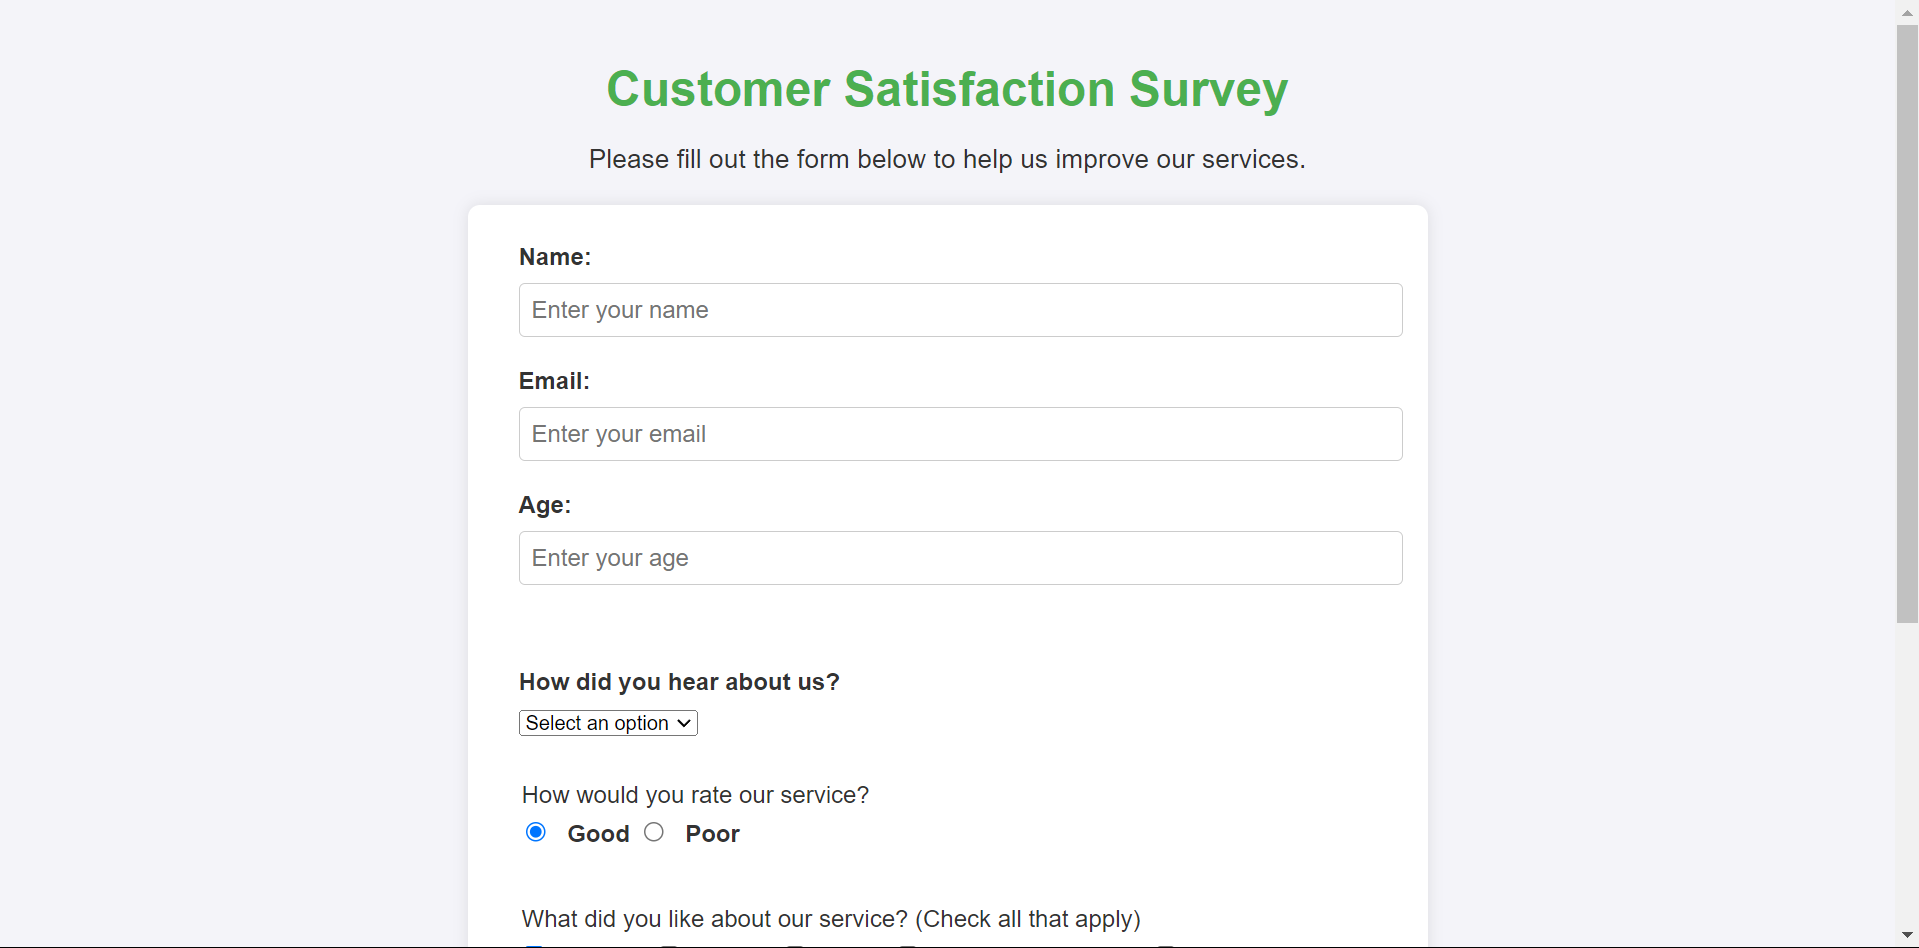 Customer Satisfaction Survey
Please fill out the form below to help us improve our services.
Name:
Enter your name
Email:
Enter your email
Age:
Enter your age
How did you hear about us?
Select an option
How would you rate our service?
Good Poor
What did you like about our service? (Check all that apply)